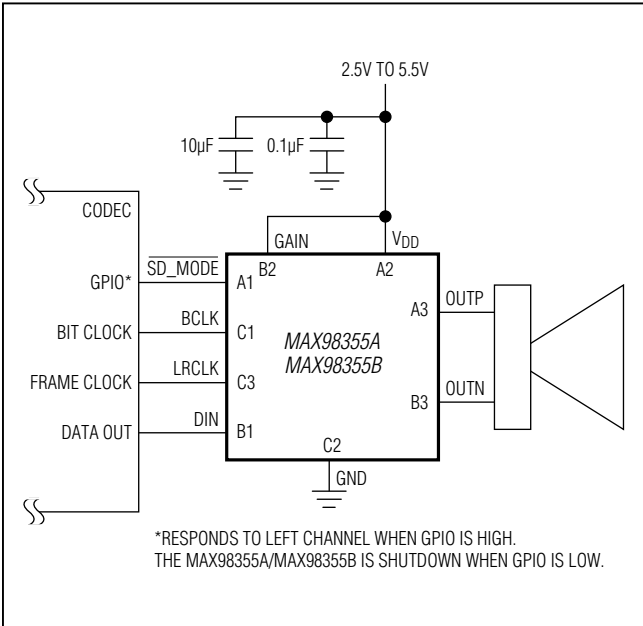 2.5V TO 5.5V
10µF
0.1µF
CODEC
GAIN
VDD
GPIO*
SD_MODE
A1
B2
A2
BIT CLOCK
BCLK
C1
FRAME CLOCK
LRCLK
C3
DATA OUT
DIN
B1
MAX98355A
MAX98355B
A3
OUTP
B3
OUTN
C2
GND
*RESPONDS TO LEFT CHANNEL WHEN GPIO IS HIGH.
THE MAX98355A/MAX98355B IS SHUTDOWN WHEN GPIO IS LOW.